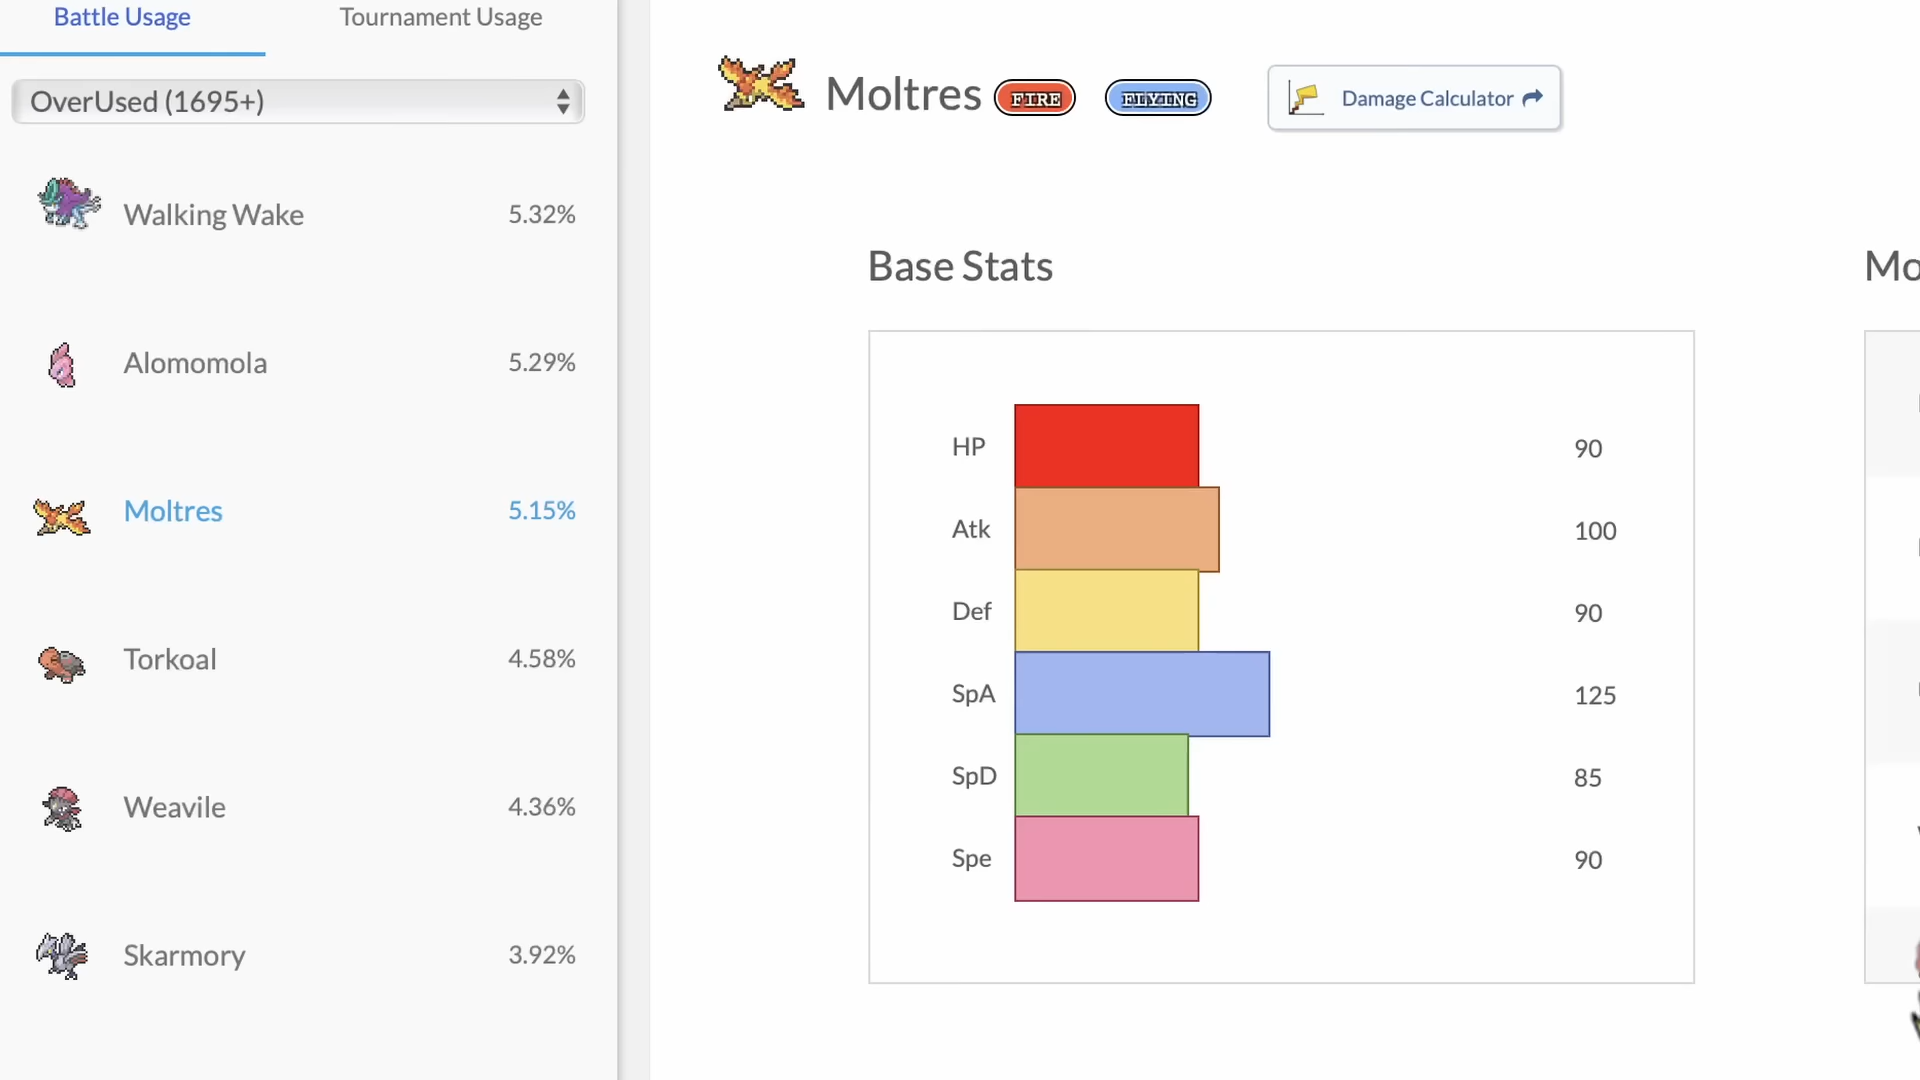 Battle Usage
Tournament Usage
OverUsed (1695+)
Walking Wake 5.32%
Alomomola 5.29%
Moltres 5.15%
Torkoal 4.58%
Weavile 4.36%
Skarmory 3.92%
Moltres FIRE FLYING Damage Calculator
Base Stats
HP 90
Atk 100
Def 90
SpA 125
SpD 85
Spe 90
Mo